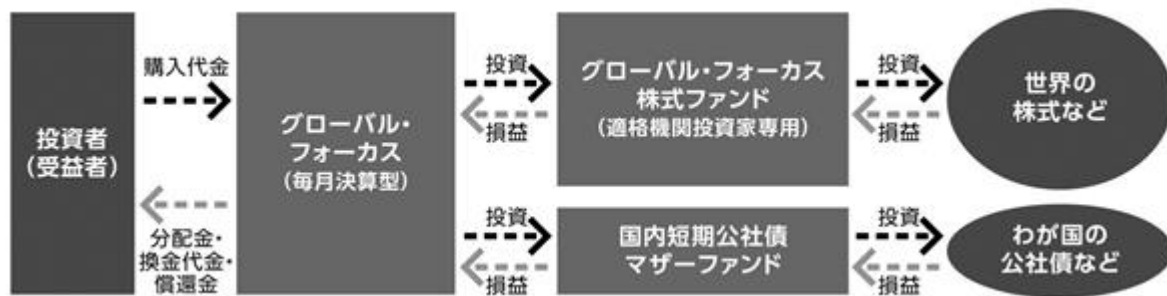 投資者
(受益者)
購入代金
分配金・
換金代金・
償還金
グローバル・
フォーカス
(毎月決算型)
投資
損益
グローバル・フォーカス
株式ファンド
(適格機関投資家専用)
投資
損益
世界の
株式など
投資
損益
国内短期公社債
マザーファンド
投資
損益
わが国の
公社債など